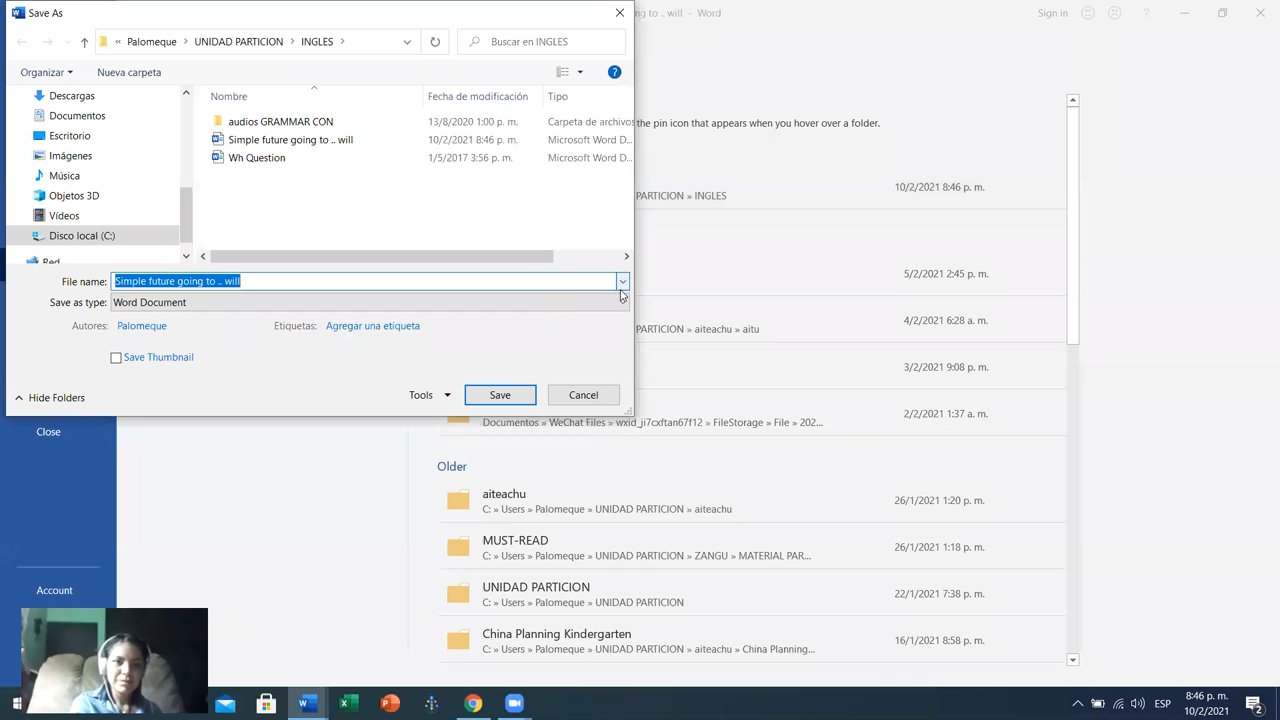 Save As
going to .. will - Word
Sign in
?
« Palomeque > UNIDAD PARTICION > INGLES >
Buscar en INGLES
Organizar
Nueva carpeta
?
Descargas
Documentos
Escritorio
Imágenes
Música
Objetos 3D
Vídeos
Disco local (C:)
Red
Nombre Fecha de modificación Tipo
audios GRAMMAR CON 13/8/2020 1:00 p. m. Carpeta de archivos
Simple future going to .. will 10/2/2021 8:46 p. m. Microsoft Word D...
Wh Question 1/5/2017 3:56 p. m. Microsoft Word D...
File name: Simple future going to .. will
Save as type: Word Document
Autores: Palomeque Etiquetas: Agregar una etiqueta
Save Thumbnail
Hide Folders
Tools
Save
Cancel
the pin icon that appears when you hover over a folder.
10/2/2021 8:46 p. m.
PARTICION » INGLES
5/2/2021 2:45 p. m.
4/2/2021 6:28 a. m.
PARTICION » aiteachu » aitu
3/2/2021 9:08 p. m.
2/2/2021 1:37 a. m.
Documentos » WeChat Files » wxid_ji7cxftan67f12 » FileStorage » File » 202...
Close
Older
aiteachu 26/1/2021 1:20 p. m.
C: » Users » Palomeque » UNIDAD PARTICION » aiteachu
MUST-READ 26/1/2021 1:18 p. m.
C: » Users » Palomeque » UNIDAD PARTICION » ZANGU » MATERIAL PAR...
UNIDAD PARTICION 22/1/2021 7:38 p. m.
C: » Users » Palomeque » UNIDAD PARTICION
China Planning Kindergarten 16/1/2021 8:58 p. m.
C: » Users » Palomeque » UNIDAD PARTICION » aiteachu » China Planning...
Account
ESP
8:46 p. m.
10/2/2021
2